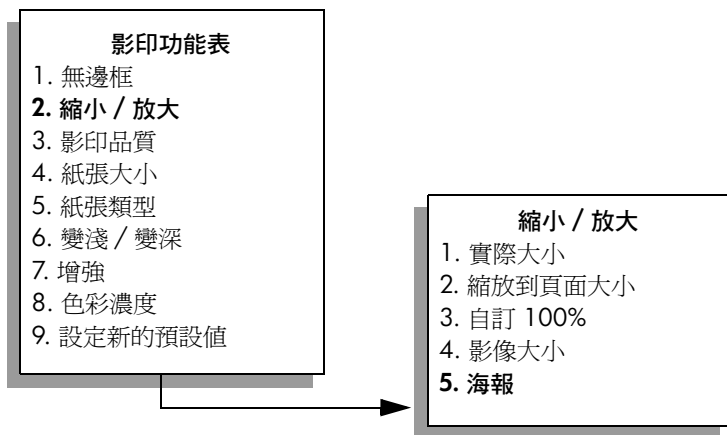 影印功能表
1. 無邊框
2. 縮小 / 放大
3. 影印品質
4. 紙張大小
5. 紙張類型
6. 變淺 / 變深
7. 增強
8. 色彩濃度
9. 設定新的預設值
縮小 / 放大
1. 實際大小
2. 縮放到頁面大小
3. 自訂 100%
4. 影像大小
5. 海報